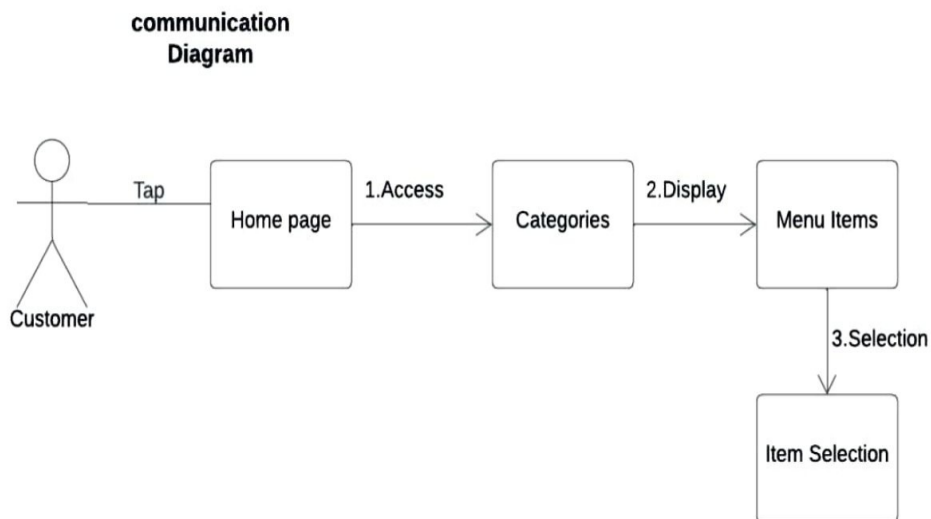 communication
Diagram
Tap
1.Access
2.Display
Home page
Categories
Menu Items
Customer
3.Selection
Item Selection